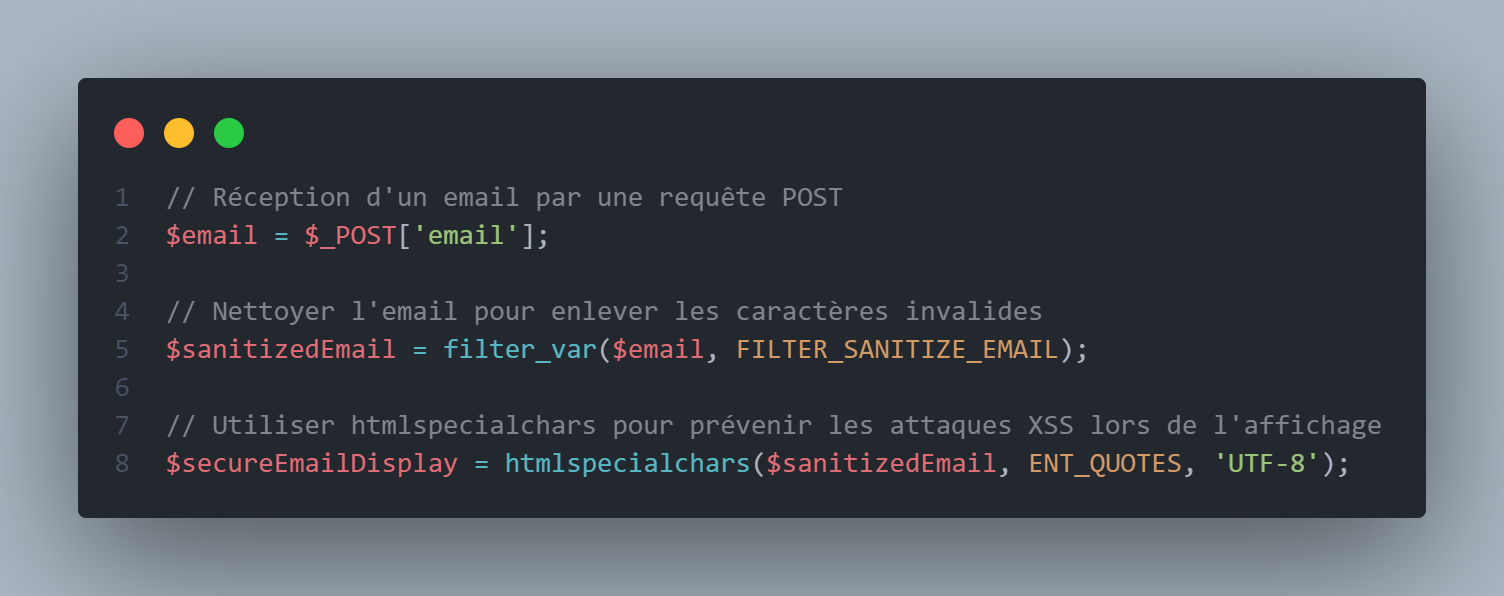 1 // Réception d'un email par une requête POST
2 $email = $_POST['email'];
3
4 // Nettoyer l'email pour enlever les caractères invalides
5 $sanitizedEmail = filter_var($email, FILTER_SANITIZE_EMAIL);
6
7 // Utiliser htmlspecialchars pour prévenir les attaques XSS lors de l'affichage
8 $secureEmailDisplay = htmlspecialchars($sanitizedEmail, ENT_QUOTES, 'UTF-8');